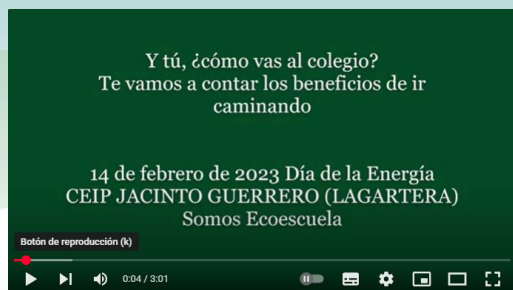 Y tú, ¿cómo vas al colegio?
Te vamos a contar los beneficios de ir
caminando
14 de febrero de 2023 Día de la Energía
CEIP JACINTO GUERRERO (LAGARTERA)
Somos Ecoescuela
Botón de reproducción (k)
0:04 / 3:01